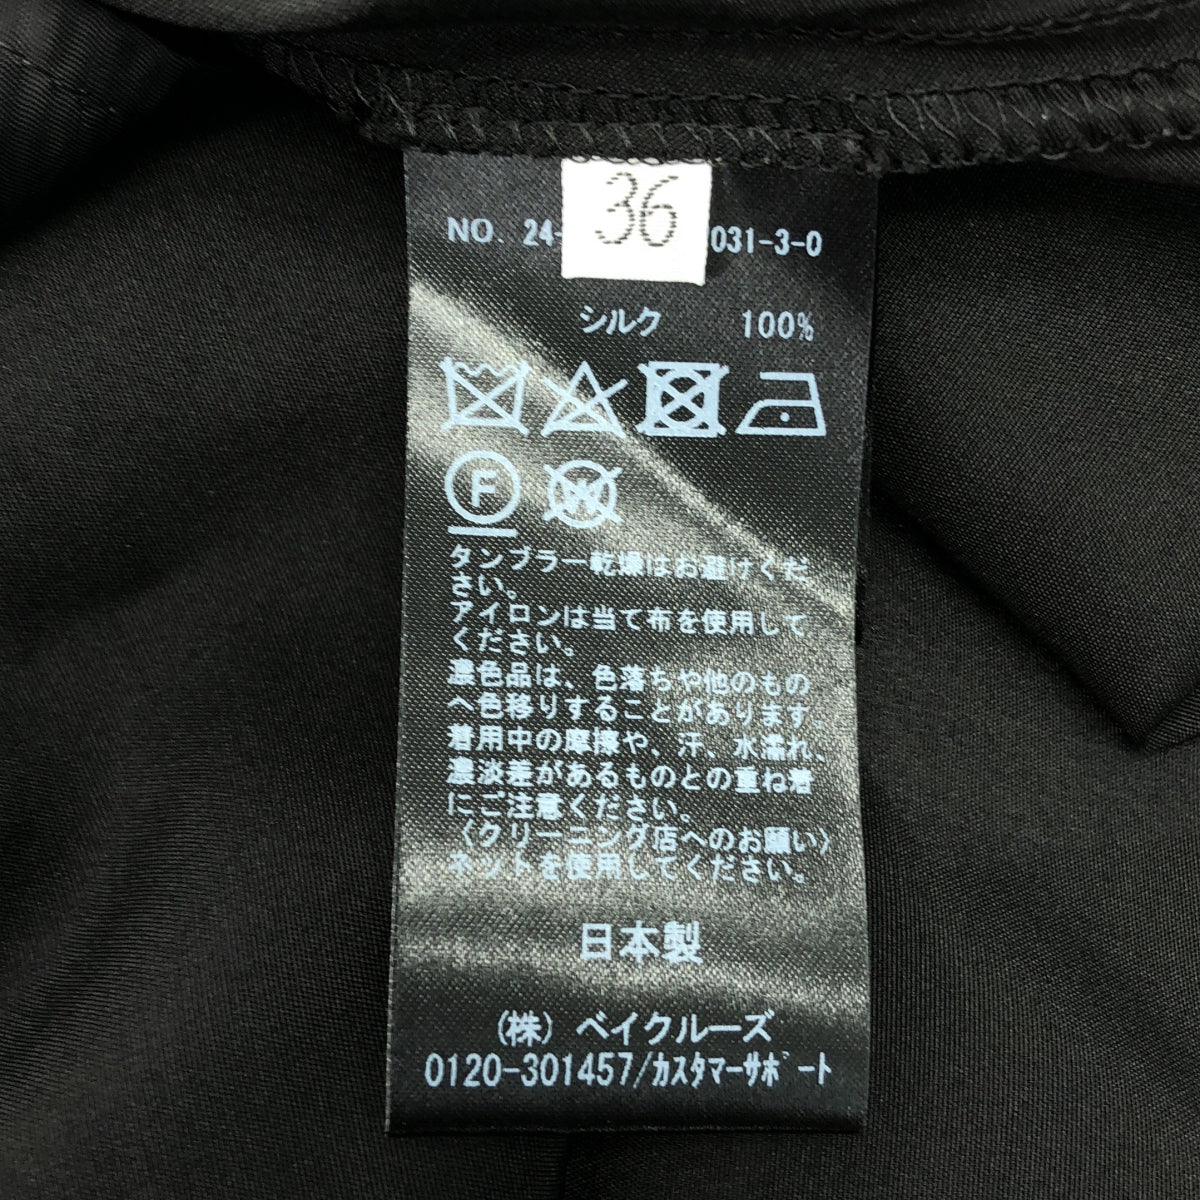 36
NO. 24- 031-3-0
シルク 100%
F
W
タンブラー乾燥はお避けくだ
さい。
アイロンは当て布を使用して
ください。
濃色品は、色落ちや他のもの
へ色移りすることがあります。
着用中の摩擦や、汗、水濡れ、
濃淡差があるものとの重ね着
にご注意ください。
〈クリーニング店へのお願い〉
ネットを使用してください。
日本製
(株) ベイクルーズ
0120-301457/カスタマーサポート